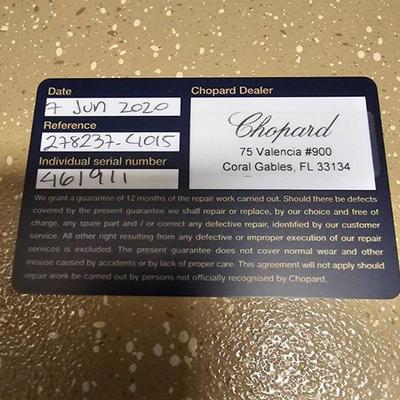 Date
7 Jun 2020
Reference
278237-4015
Individual serial number
461911
Chopard Dealer
Chopard
75 Valencia #900
Coral Gables, FL 33134
We grant a guarantee of 12 months of the repair work carried out. Should there be defects
covered by the present guarantee we shall repair or replace, by our choice and free of
charge, any spare part and / or correct any defective repair, identified by our customer
service. All other right resulting from any defective or improper execution of our repair
services is excluded. The present guarantee does not cover normal wear and other
misuse caused by accidents or by lack of proper care. This agreement will not apply should
repair work be carried out by persons not officially recognised by Chopard.